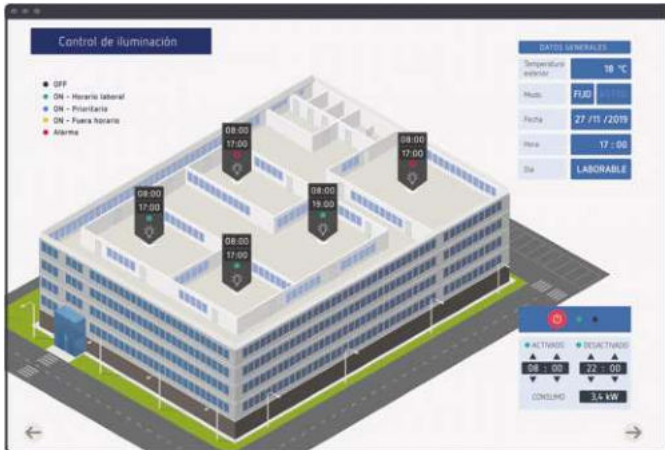 Control de iluminación
OFF
ON - Horario laboral
ON - Prioritario
ON - Fuera horario
Alarma
08:00
17:00
08:00
17:00
08:00
17:00
08:00
19:00
08:00
17:00
DATOS GENERALES
Temperatura exterior
18 ºC
Modo
FIJO
ASTRO
Fecha
27 /11 /2019
Hora
17 : 00
Día
LABORABLE
ACTIVADO
DESACTIVADO
08 : 00
22 : 00
CONSUMO
3,4 kW